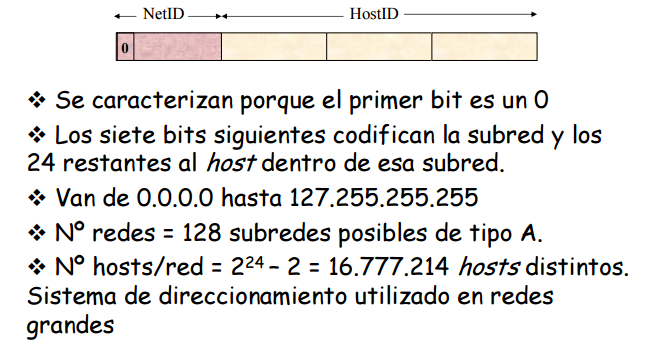 NetID HostID
0
❖ Se caracterizan porque el primer bit es un 0
❖ Los siete bits siguientes codifican la subred y los
24 restantes al host dentro de esa subred.
❖ Van de 0.0.0.0 hasta 127.255.255.255
❖ Nº redes = 128 subredes posibles de tipo A.
❖ Nº hosts/red = 2²⁴ – 2 = 16.777.214 hosts distintos.
Sistema de direccionamiento utilizado en redes
grandes